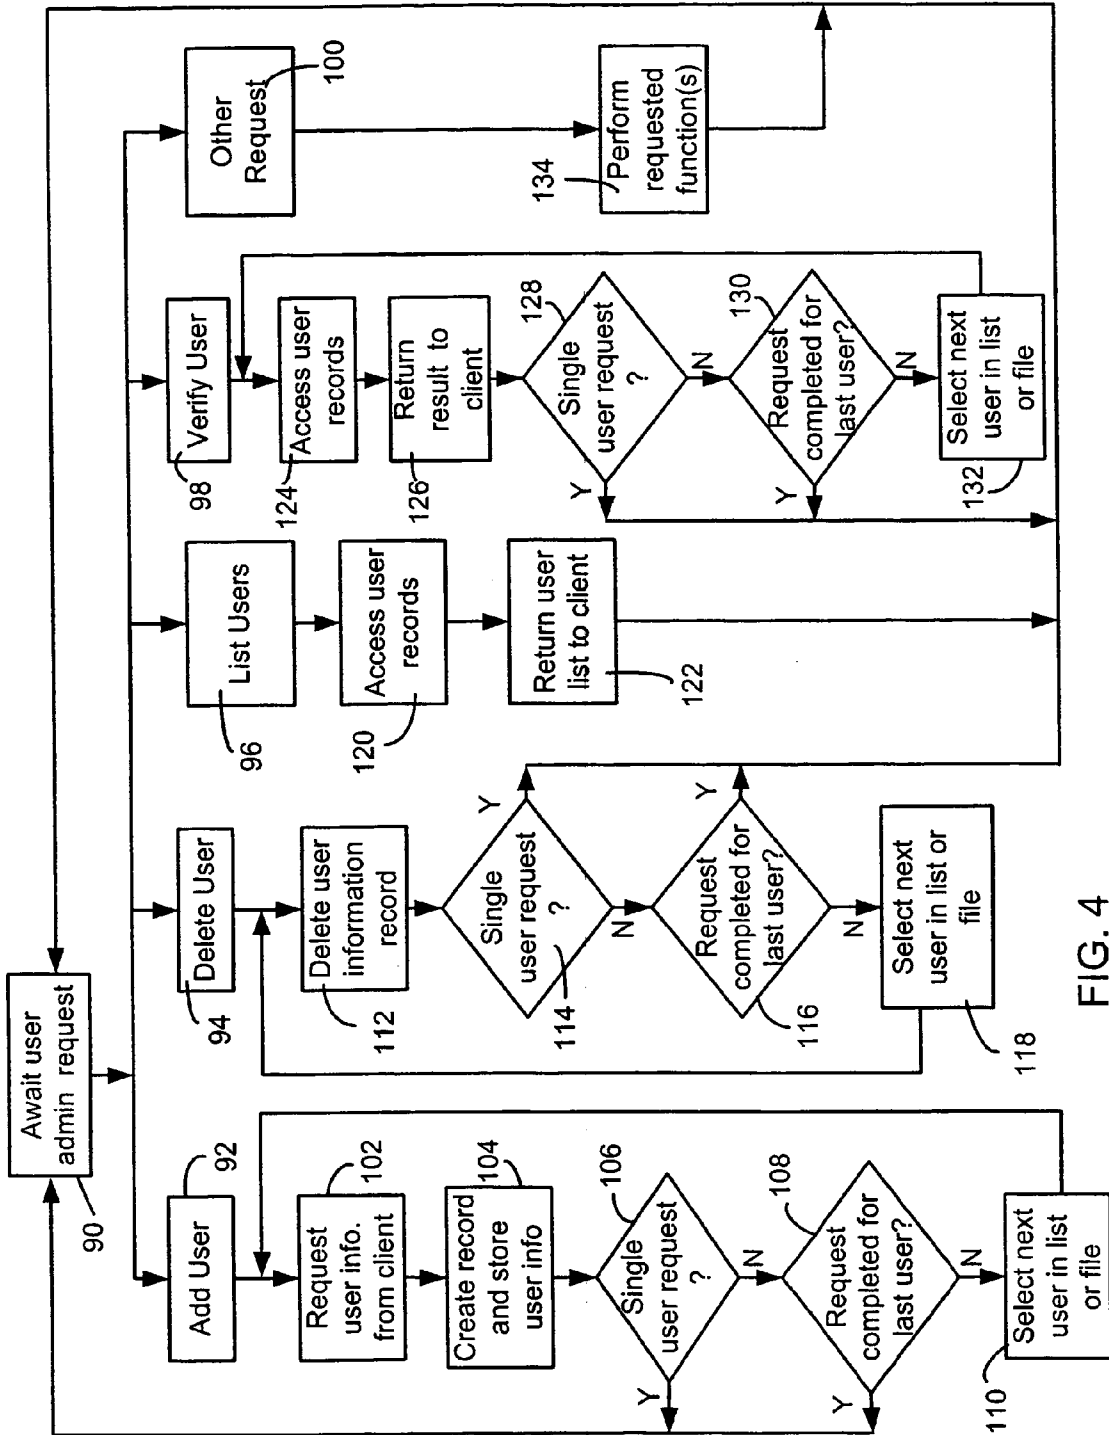 Await user
admin request
90
Add User
92
Request
user info.
from client
102
Create record
and store
user info
104
Single
user request
?
106
Y
N
Request
completed for
last user?
108
Y
N
Select next
user in list
or file
110
Delete User
94
Delete user
information
record
112
Single
user request
?
114
Y
N
Request
completed for
last user?
116
Y
N
Select next
user in list or
file
118
List Users
96
Access user
records
120
Return user
list to client
122
Verify User
98
Access user
records
124
Return
result to
client
126
Single
user request
?
128
Y
N
Request
completed for
last user?
130
Y
N
Select next
user in list
or file
132
Other
Request
100
Perform
requested
function(s)
134
FIG. 4